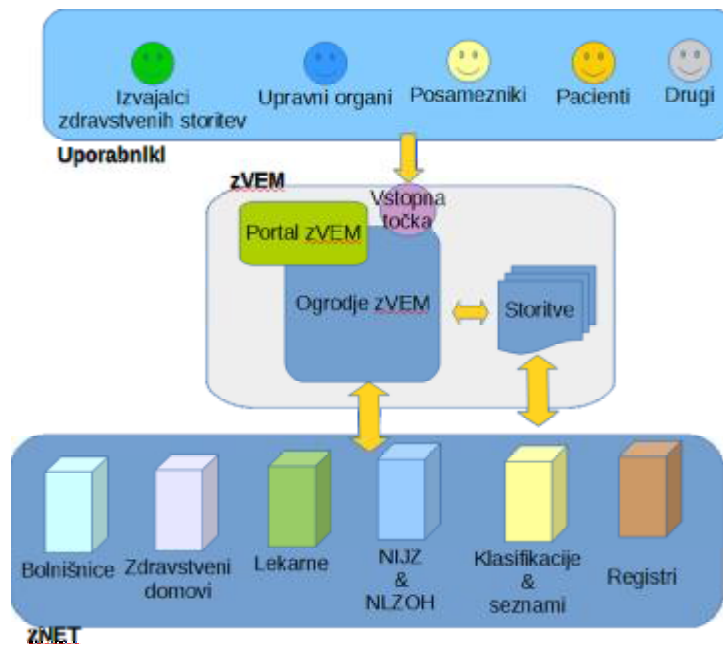 Izvajalci
zdravstvenih storitev
Upravni organi
Posamezniki
Pacienti
Drugi
Uporabniki
zVEM
Vstopna
točka
Portal zVEM
Ogrodje zVEM
Storitve
Bolnišnice
Zdravstveni
domovi
Lekarne
NIJZ
&
NLZOH
Klasifikacije
&
seznami
Registri
zNET